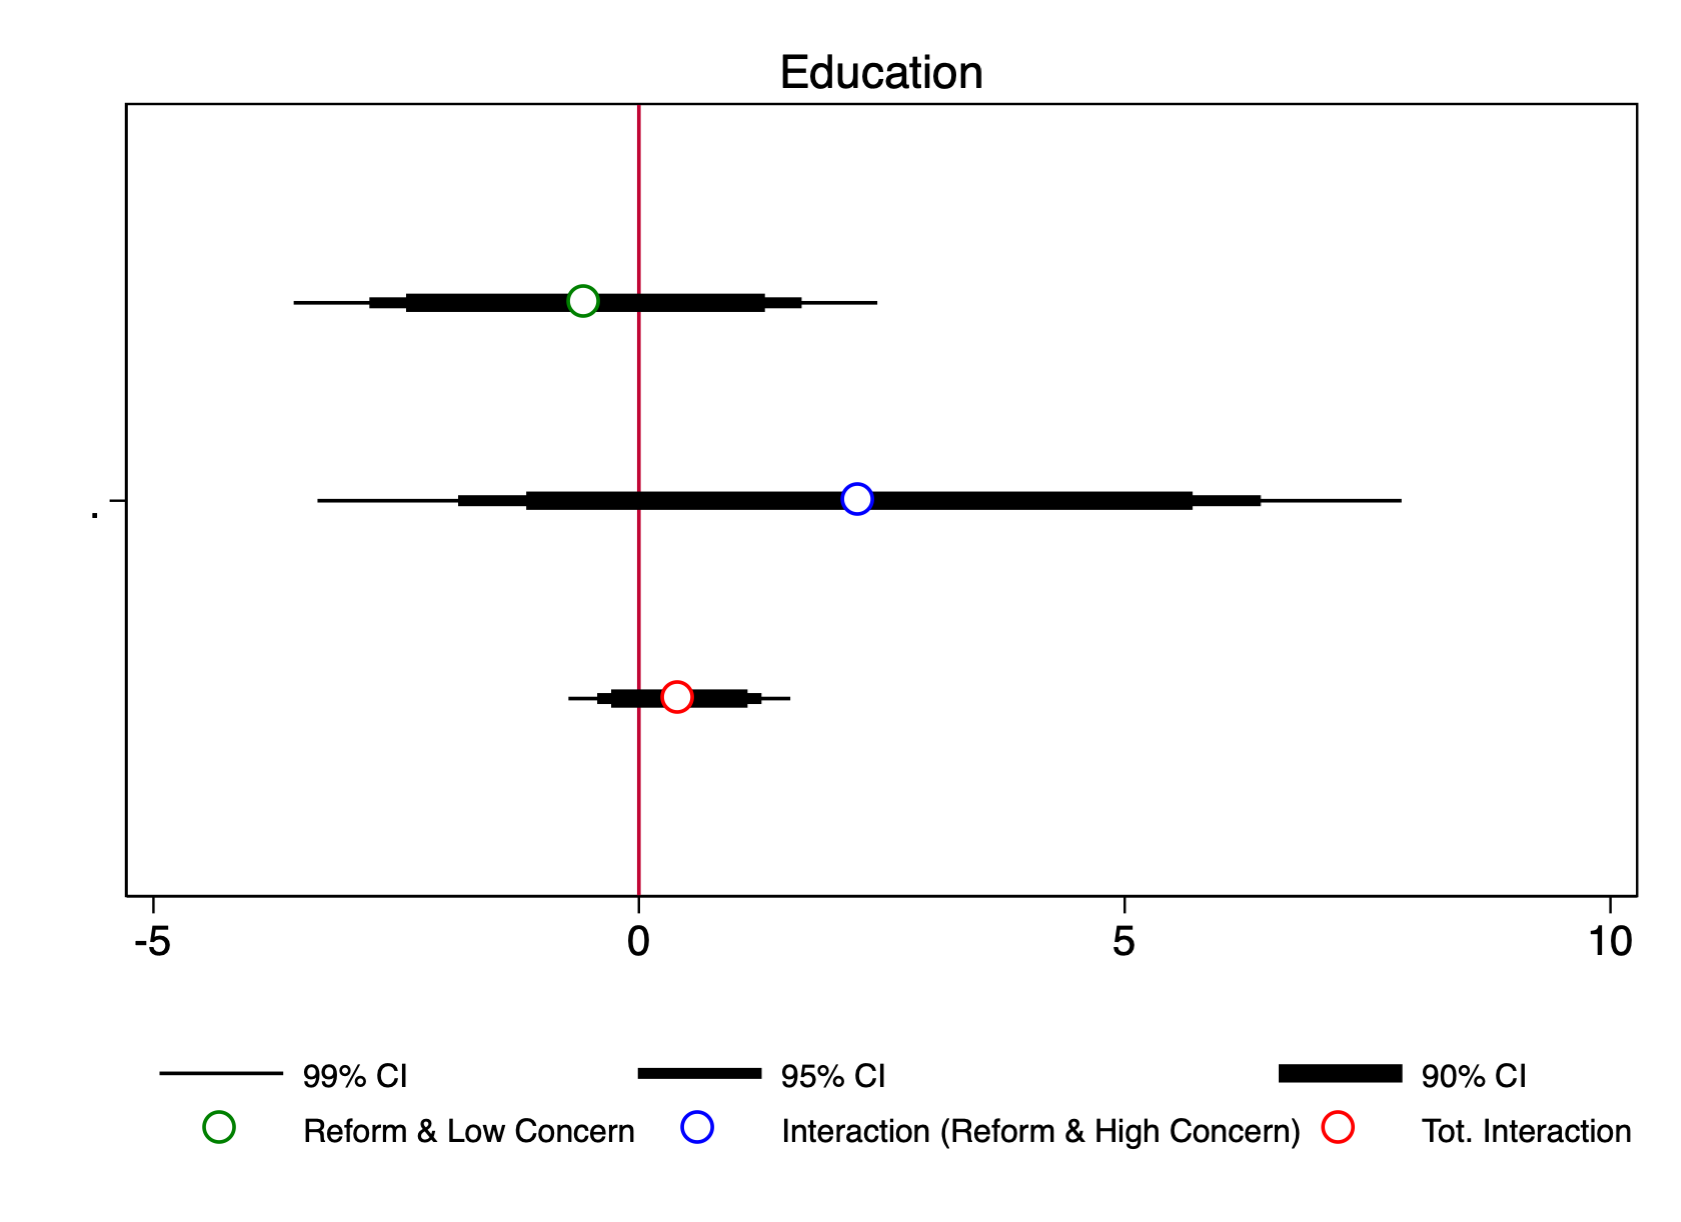 Education
.
-5 0 5 10
99% CI 95% CI 90% CI
Reform & Low Concern Interaction (Reform & High Concern) Tot. Interaction